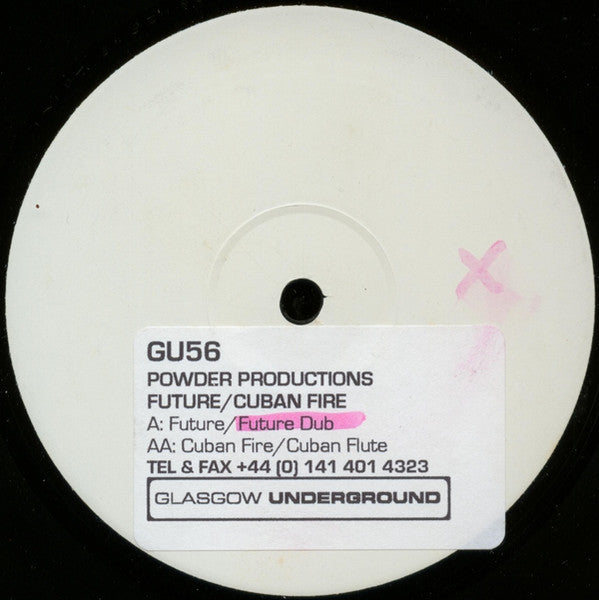 GU56
POWDER PRODUCTIONS
FUTURE/CUBAN FIRE
A: Future/Future Dub
AA: Cuban Fire/Cuban Flute
TEL & FAX +44 (0) 141 401 4323
GLASGOW UNDERGROUND
X